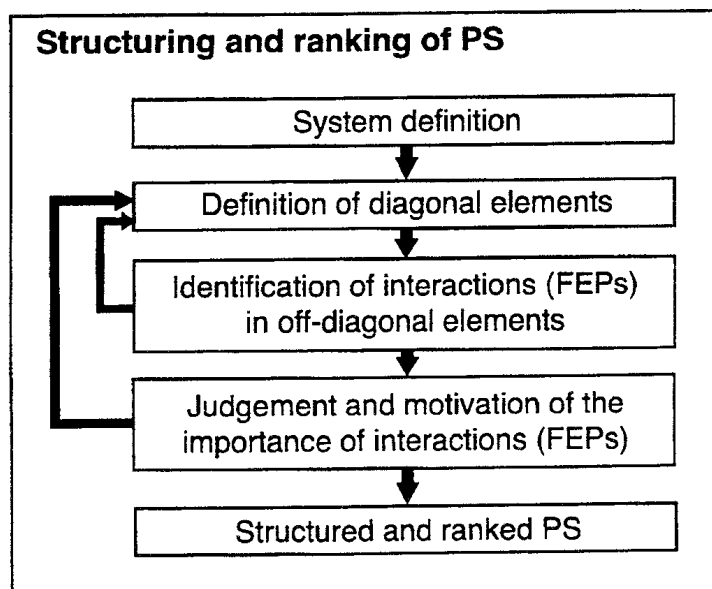 Structuring and ranking of PS
System definition
Definition of diagonal elements
Identification of interactions (FEPs)
in off-diagonal elements
Judgement and motivation of the
importance of interactions (FEPs)
Structured and ranked PS